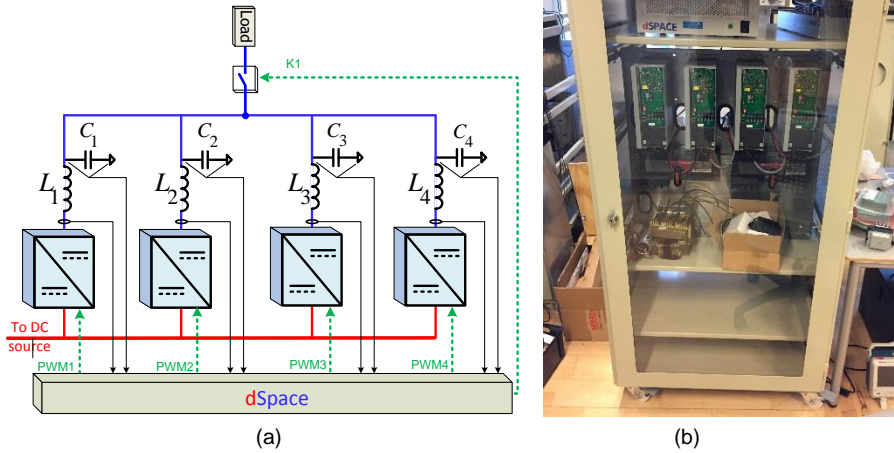 Load
K1
C1
C2
C3
C4
L1
L2
L3
L4
To DC
source
PWM1
PWM2
PWM3
PWM4
dSpace
(a)
dSPACE
(b)